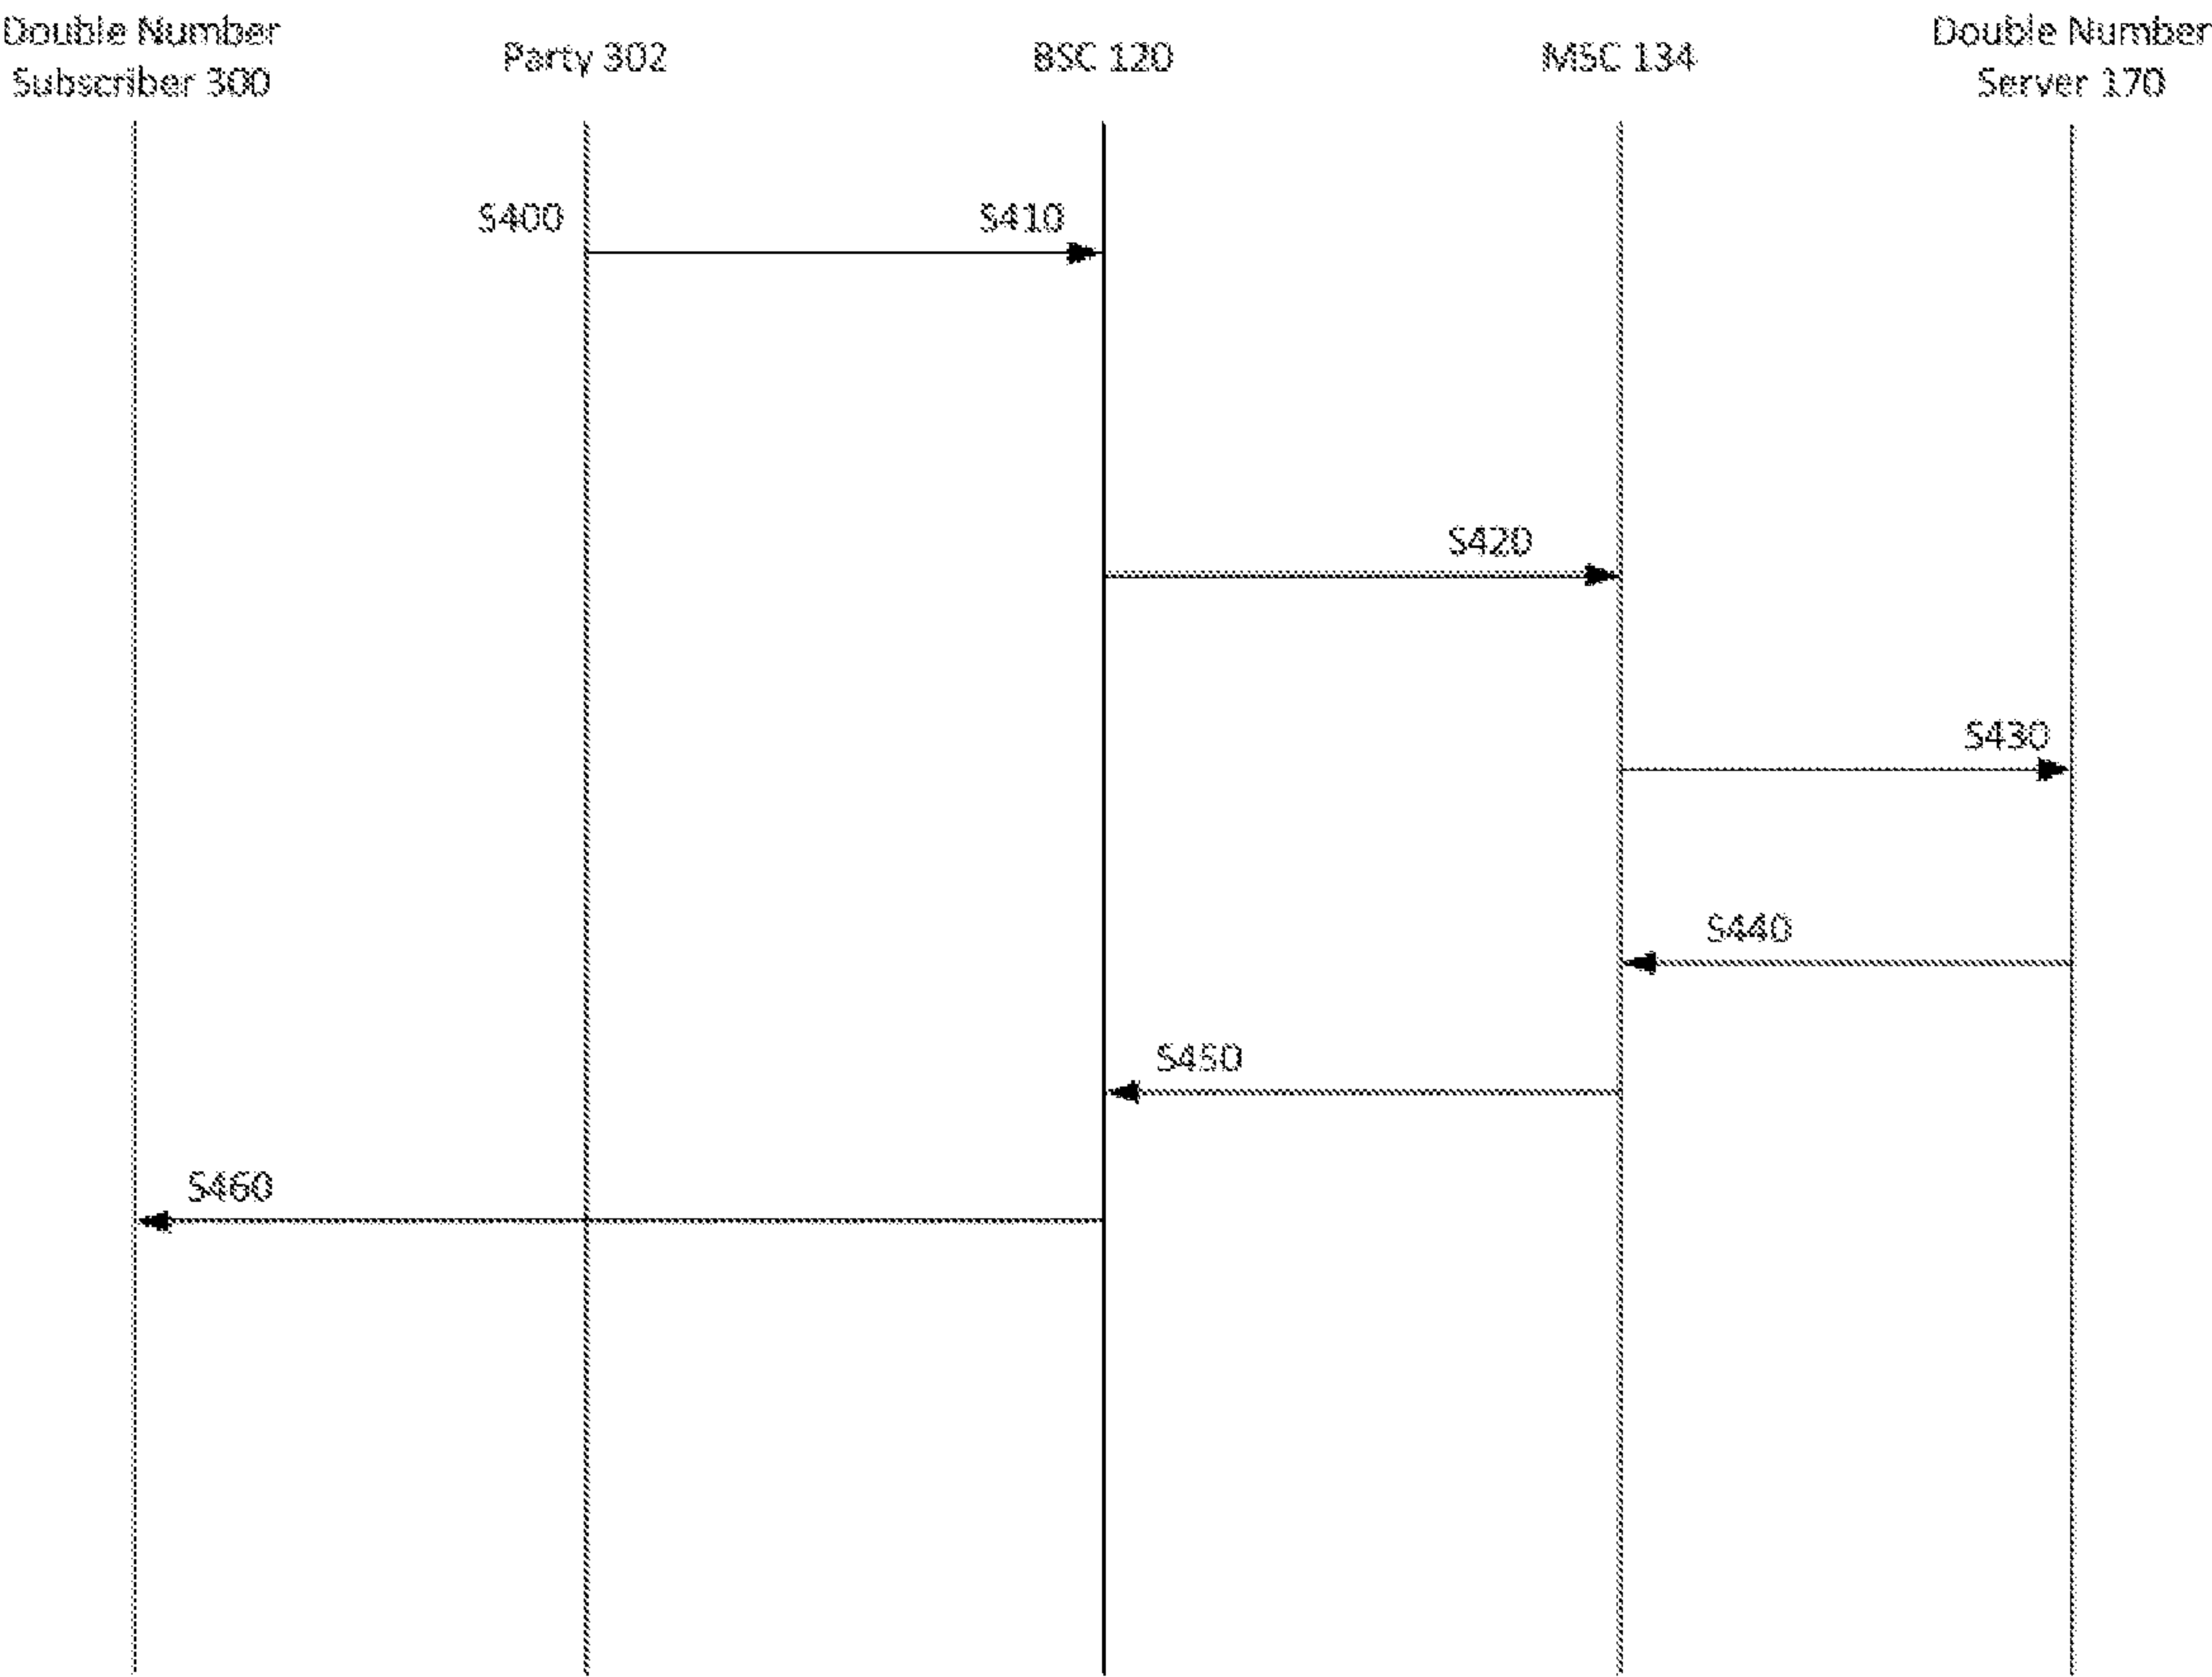 Double Number
Subscriber 300
Party 302
BSC 120
MSC 134
Double Number
Server 170
S400
S410
S420
S430
S440
S450
S460